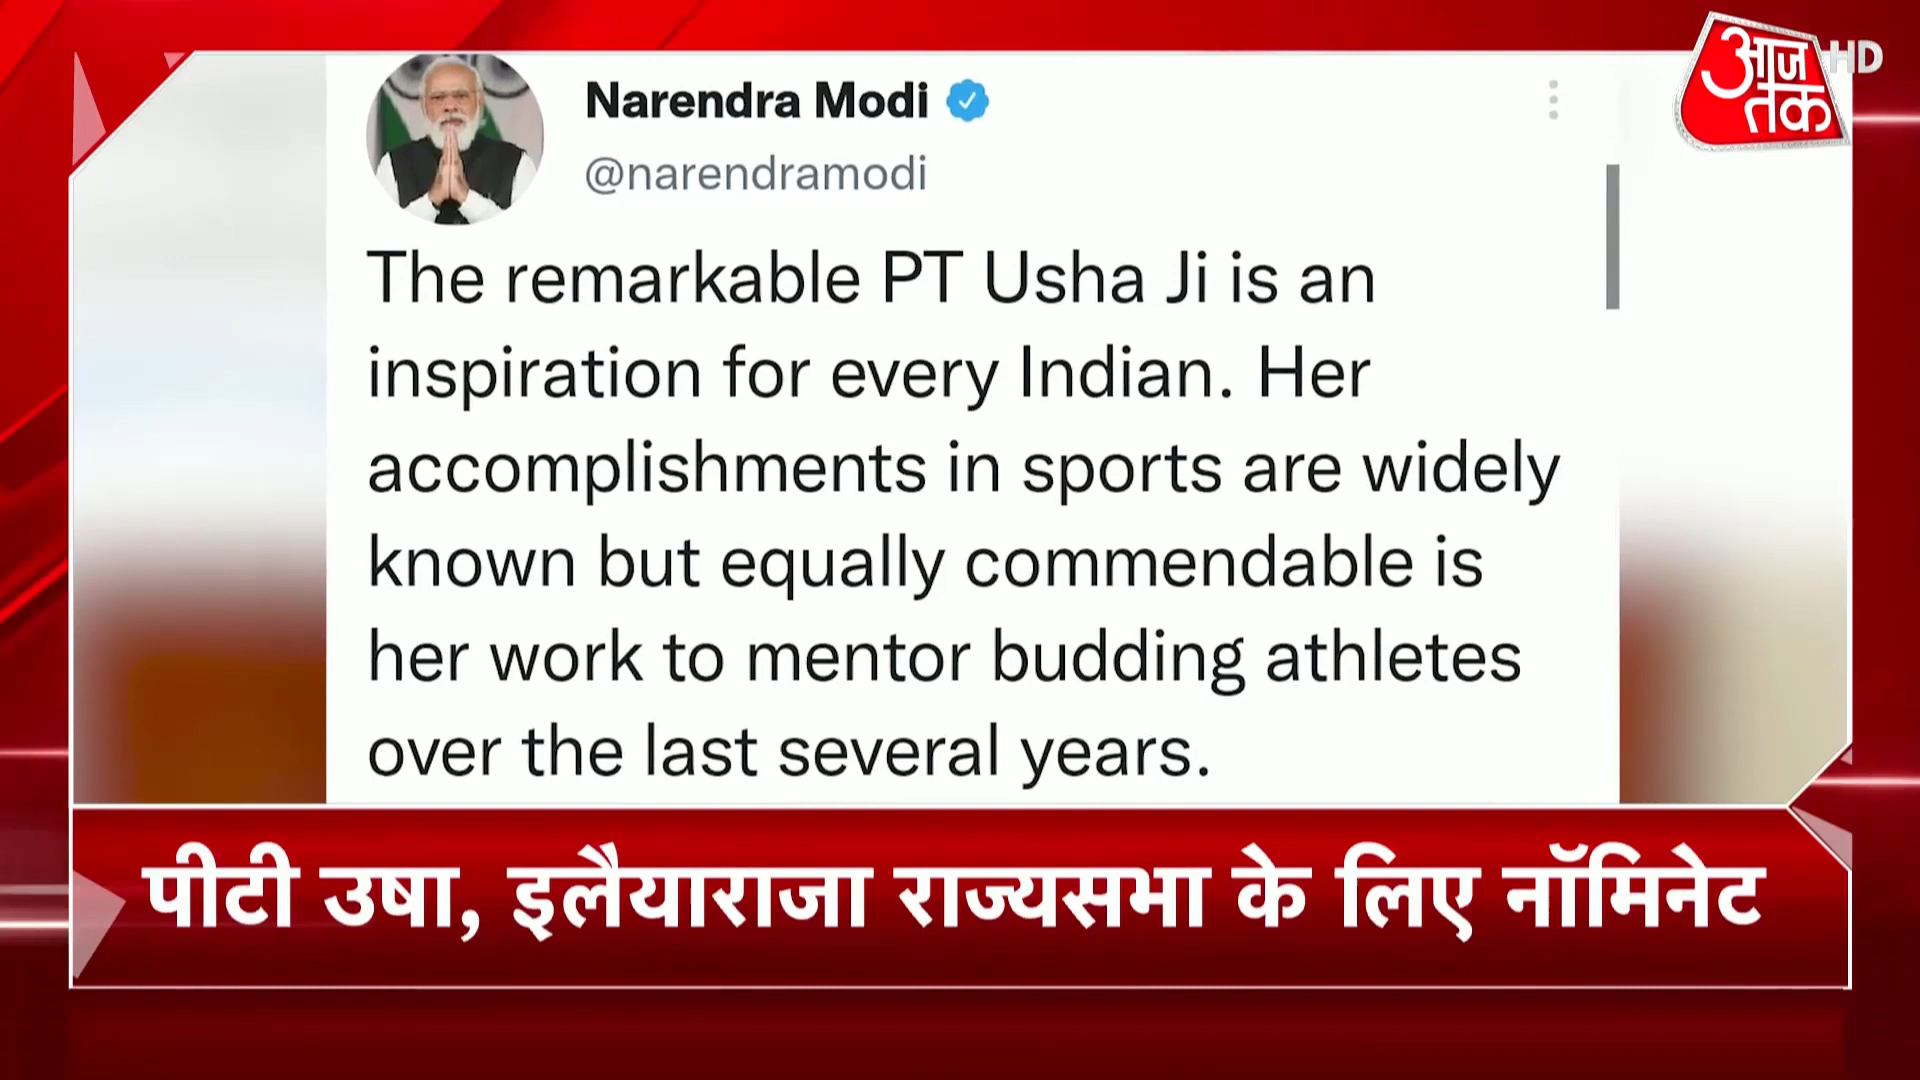 आज तक HD
Narendra Modi
@narendramodi
The remarkable PT Usha Ji is an
inspiration for every Indian. Her
accomplishments in sports are widely
known but equally commendable is
her work to mentor budding athletes
over the last several years.
पीटी उषा, इलैयाराजा राज्यसभा के लिए नॉमिनेट